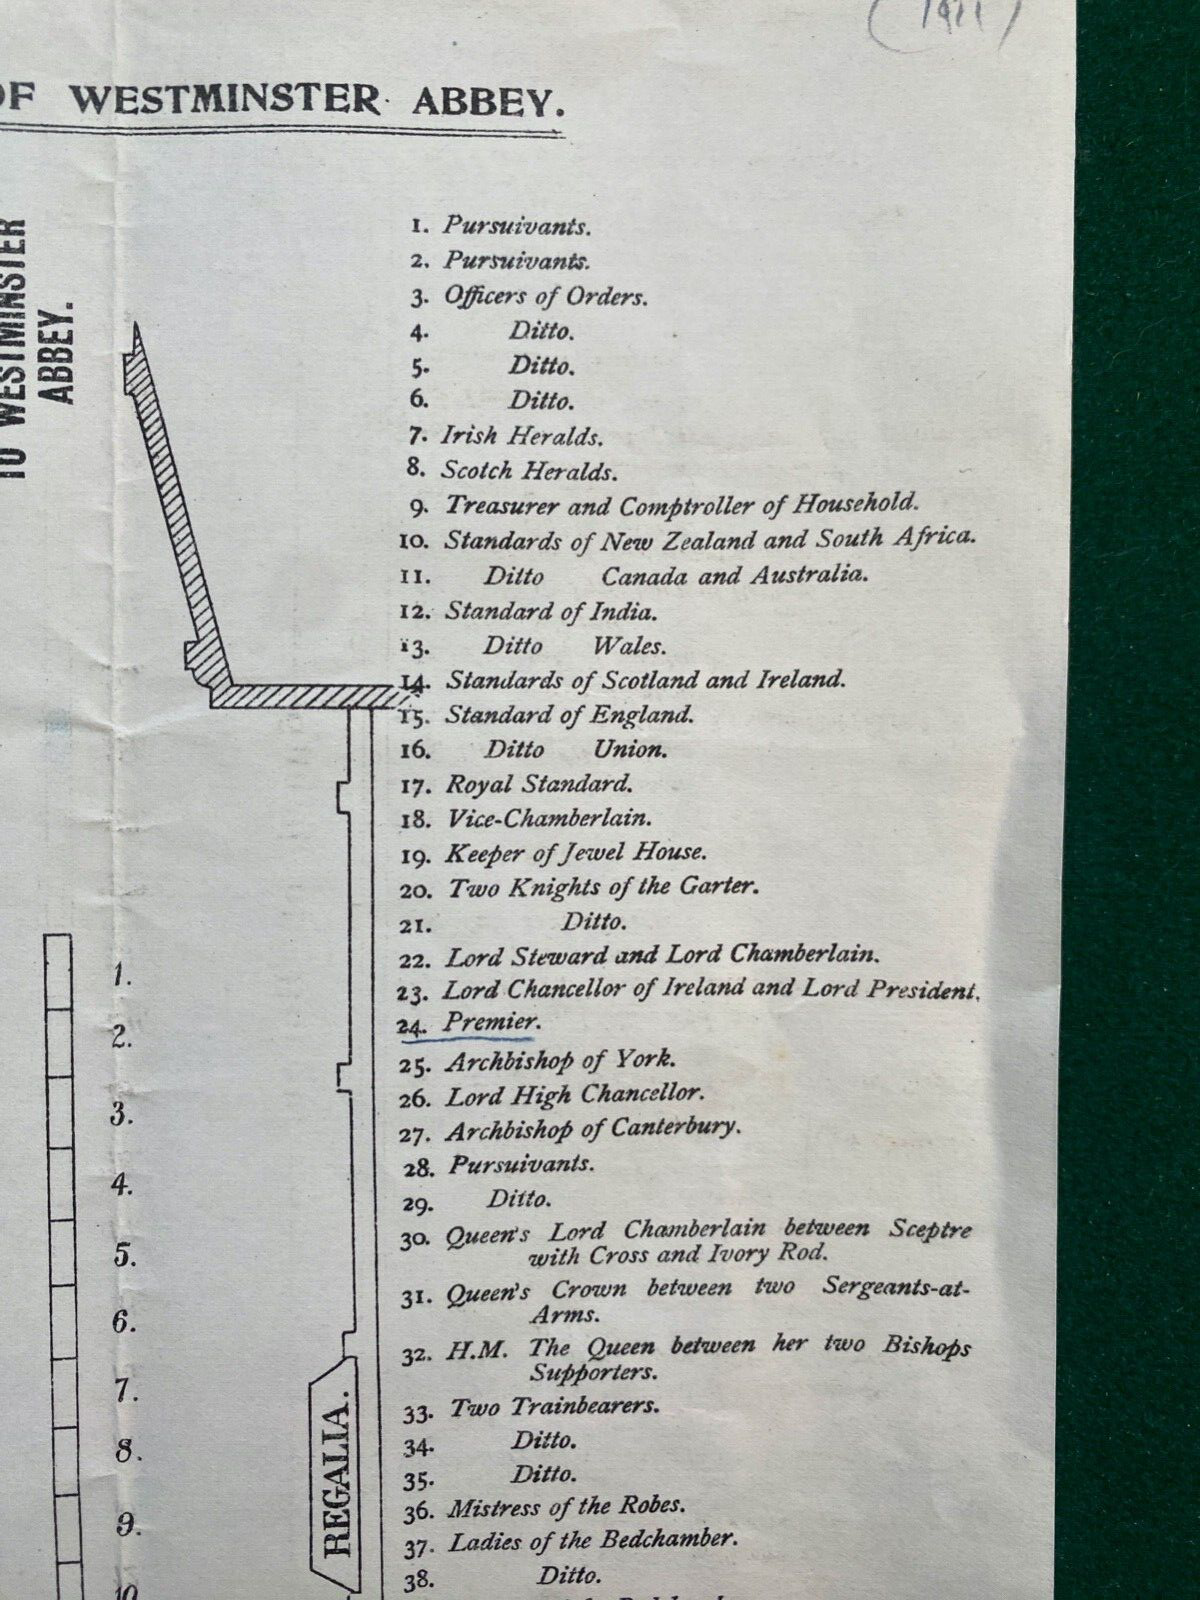 (1911)
OF WESTMINSTER ABBEY.
TO WESTMINSTER
ABBEY.
1. Pursuivants.
2. Pursuivants.
3. Officers of Orders.
4. Ditto.
5. Ditto.
6. Ditto.
7. Irish Heralds.
8. Scotch Heralds.
9. Treasurer and Comptroller of Household.
10. Standards of New Zealand and South Africa.
11. Ditto Canada and Australia.
12. Standard of India.
13. Ditto Wales.
14. Standards of Scotland and Ireland.
15. Standard of England.
16. Ditto Union.
17. Royal Standard.
18. Vice-Chamberlain.
19. Keeper of Jewel House.
20. Two Knights of the Garter.
21. Ditto.
22. Lord Steward and Lord Chamberlain.
23. Lord Chancellor of Ireland and Lord President.
24. Premier.
25. Archbishop of York.
26. Lord High Chancellor.
27. Archbishop of Canterbury.
28. Pursuivants.
29. Ditto.
30. Queen's Lord Chamberlain between Sceptre
with Cross and Ivory Rod.
31. Queen's Crown between two Sergeants-at-
Arms.
32. H.M. The Queen between her two Bishops
Supporters.
33. Two Trainbearers.
34. Ditto.
35. Ditto.
36. Mistress of the Robes.
37. Ladies of the Bedchamber.
38. Ditto.
1.
2.
3.
4.
5.
6.
7.
8.
9.
10
REGALIA.